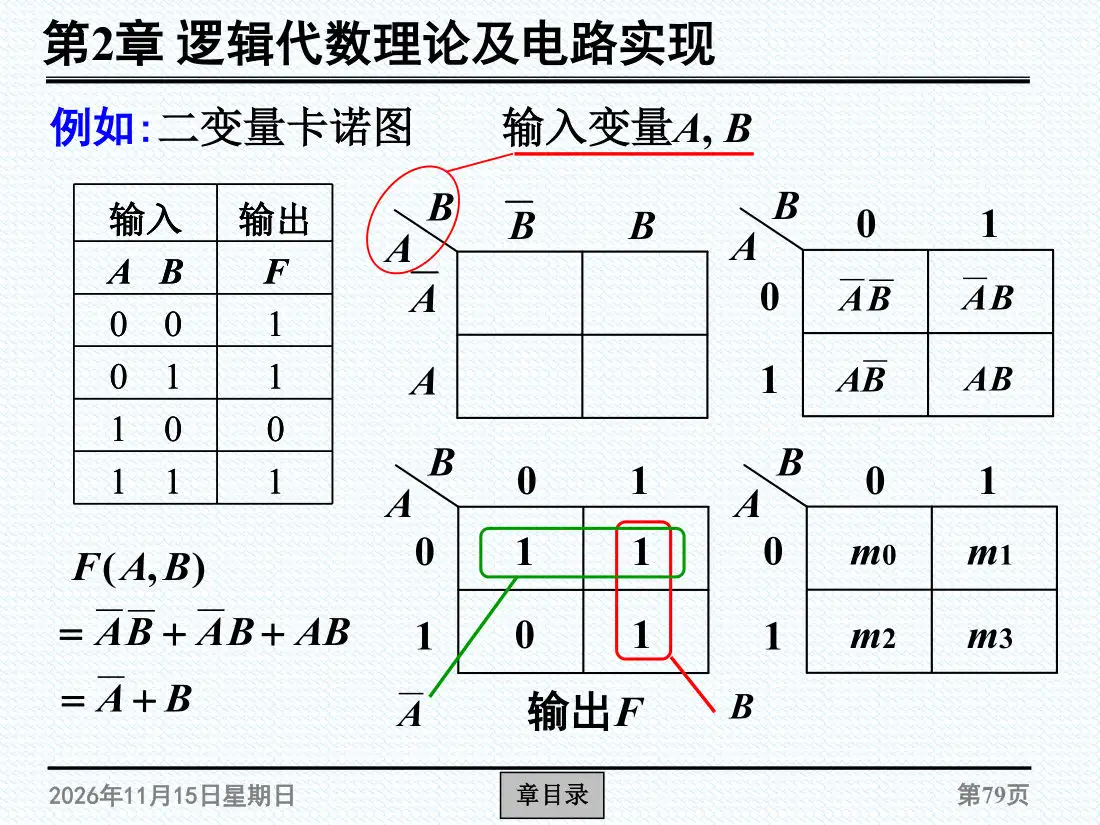 第2章 逻辑代数理论及电路实现
例如:二变量卡诺图 输入变量A, B
输入 输出
A B F
0 0 1
0 1 1
1 0 0
1 1 1
B B̅ B
A
A̅
A
B 0 1
A
0 A̅B̅ A̅B
1 AB̅ AB
F(A,B)
= A̅B̅ + A̅B + AB
= A̅ + B
B 0 1
A
0 1 1
1 0 1
A̅ 输出F B
B 0 1
A
0 m0 m1
1 m2 m3
2026年11月15日星期日 章目录 第79页